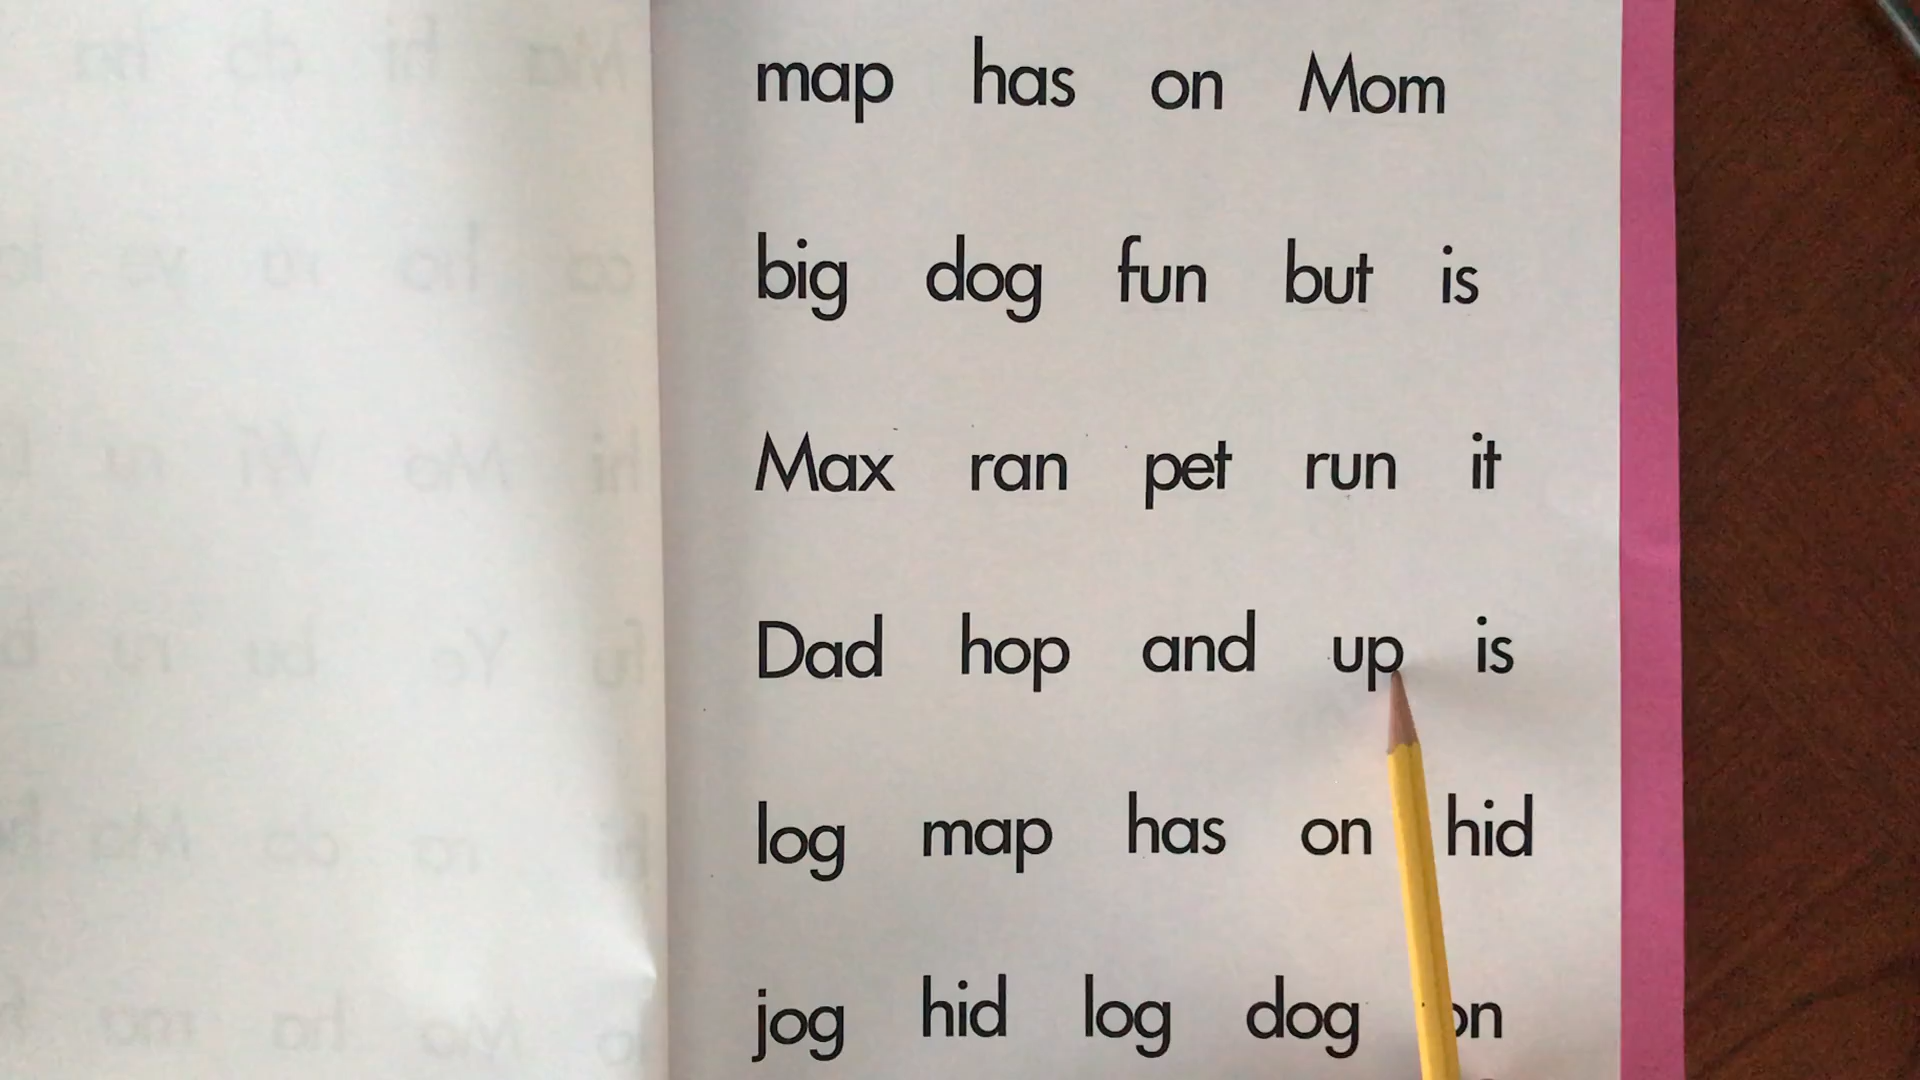 map has on Mom
big dog fun but is
Max ran pet run it
Dad hop and up is
log map has on hid
jog hid log dog on